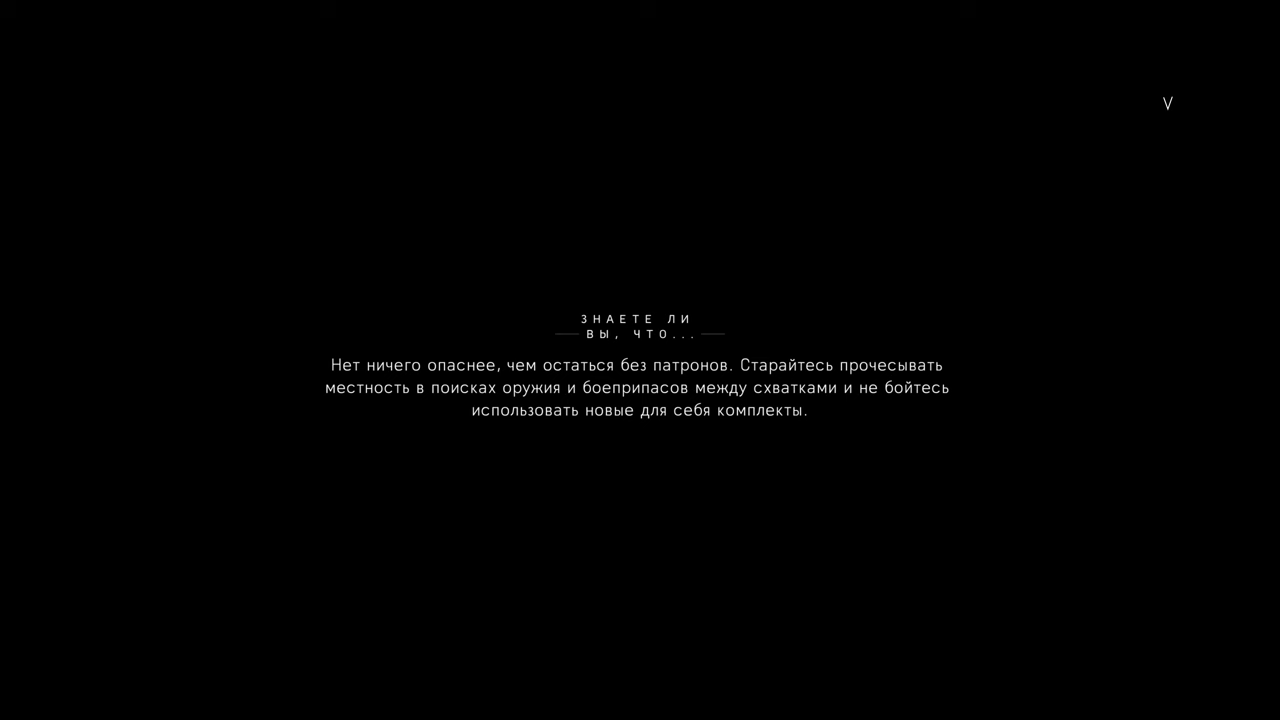 V
ЗНАЕТЕ ЛИ
ВЫ, ЧТО...
Нет ничего опаснее, чем остаться без патронов. Старайтесь прочесывать
местность в поисках оружия и боеприпасов между схватками и не бойтесь
использовать новые для себя комплекты.